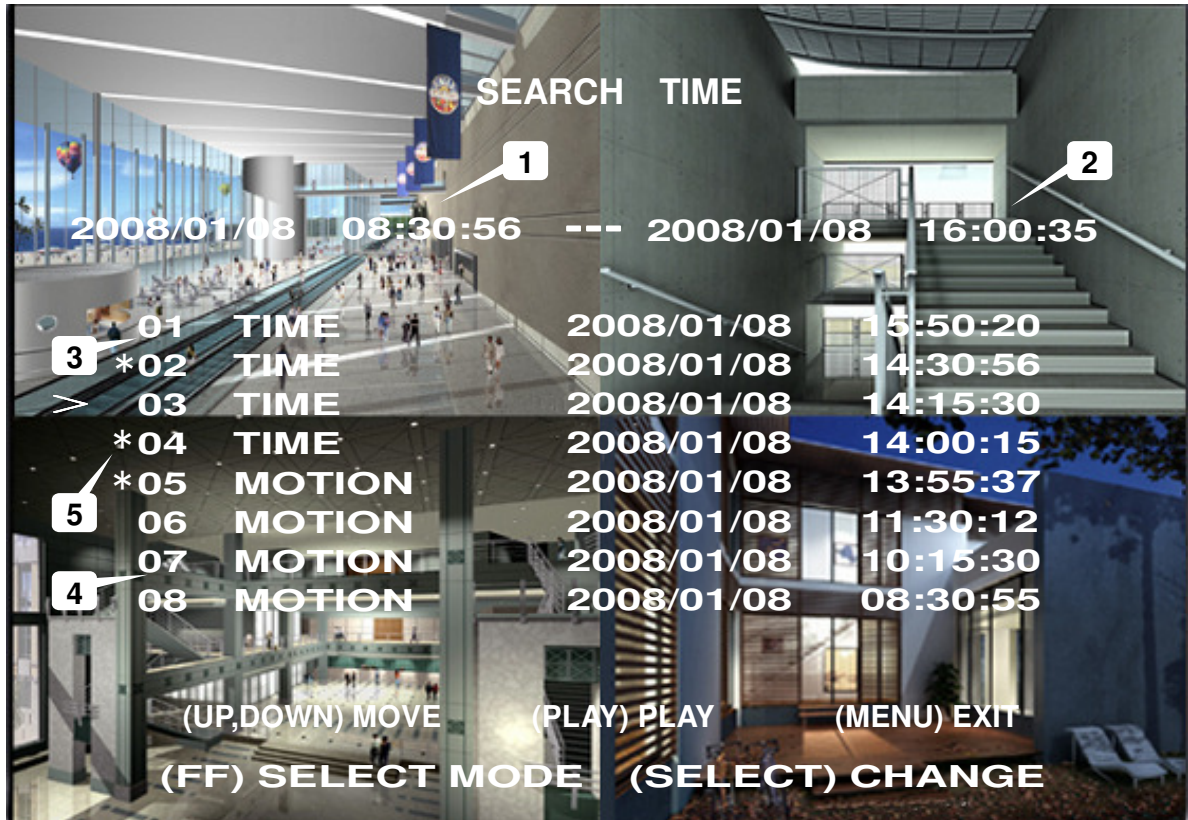 SEARCH TIME
1
2
2008/01/08 08:30:56 --- 2008/01/08 16:00:35
01 TIME 2008/01/08 15:50:20
3
*02 TIME 2008/01/08 14:30:56
> 03 TIME 2008/01/08 14:15:30
*04 TIME 2008/01/08 14:00:15
*05 MOTION 2008/01/08 13:55:37
5
06 MOTION 2008/01/08 11:30:12
07 MOTION 2008/01/08 10:15:30
4
08 MOTION 2008/01/08 08:30:55
(UP,DOWN) MOVE (PLAY) PLAY (MENU) EXIT
(FF) SELECT MODE (SELECT) CHANGE